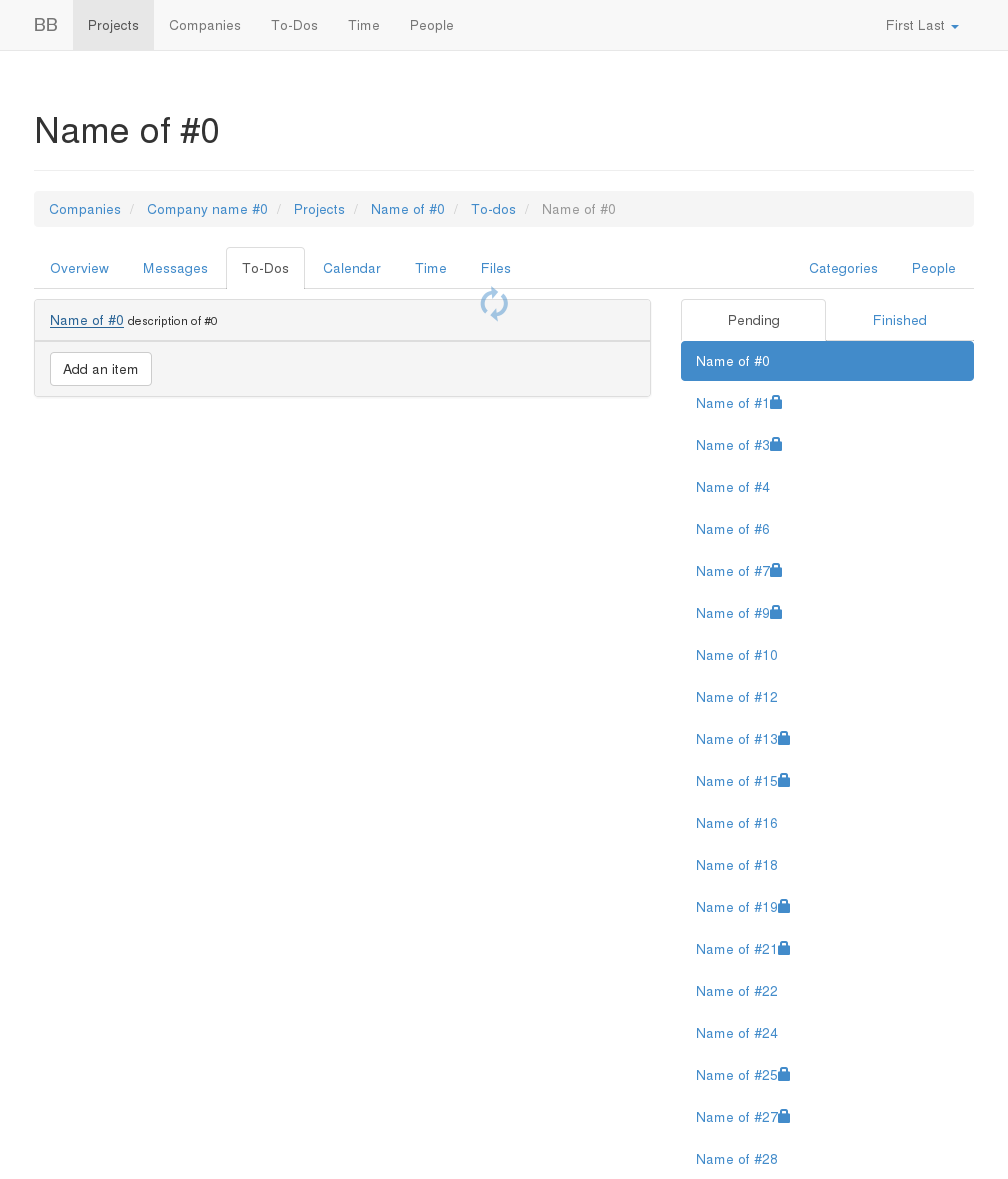 BB Projects Companies To-Dos Time People First Last
Name of #0
Companies / Company name #0 / Projects / Name of #0 / To-dos / Name of #0
Overview Messages To-Dos Calendar Time Files Categories People
Name of #0 description of #0
Add an item
Pending Finished
Name of #0
Name of #1
Name of #3
Name of #4
Name of #6
Name of #7
Name of #9
Name of #10
Name of #12
Name of #13
Name of #15
Name of #16
Name of #18
Name of #19
Name of #21
Name of #22
Name of #24
Name of #25
Name of #27
Name of #28